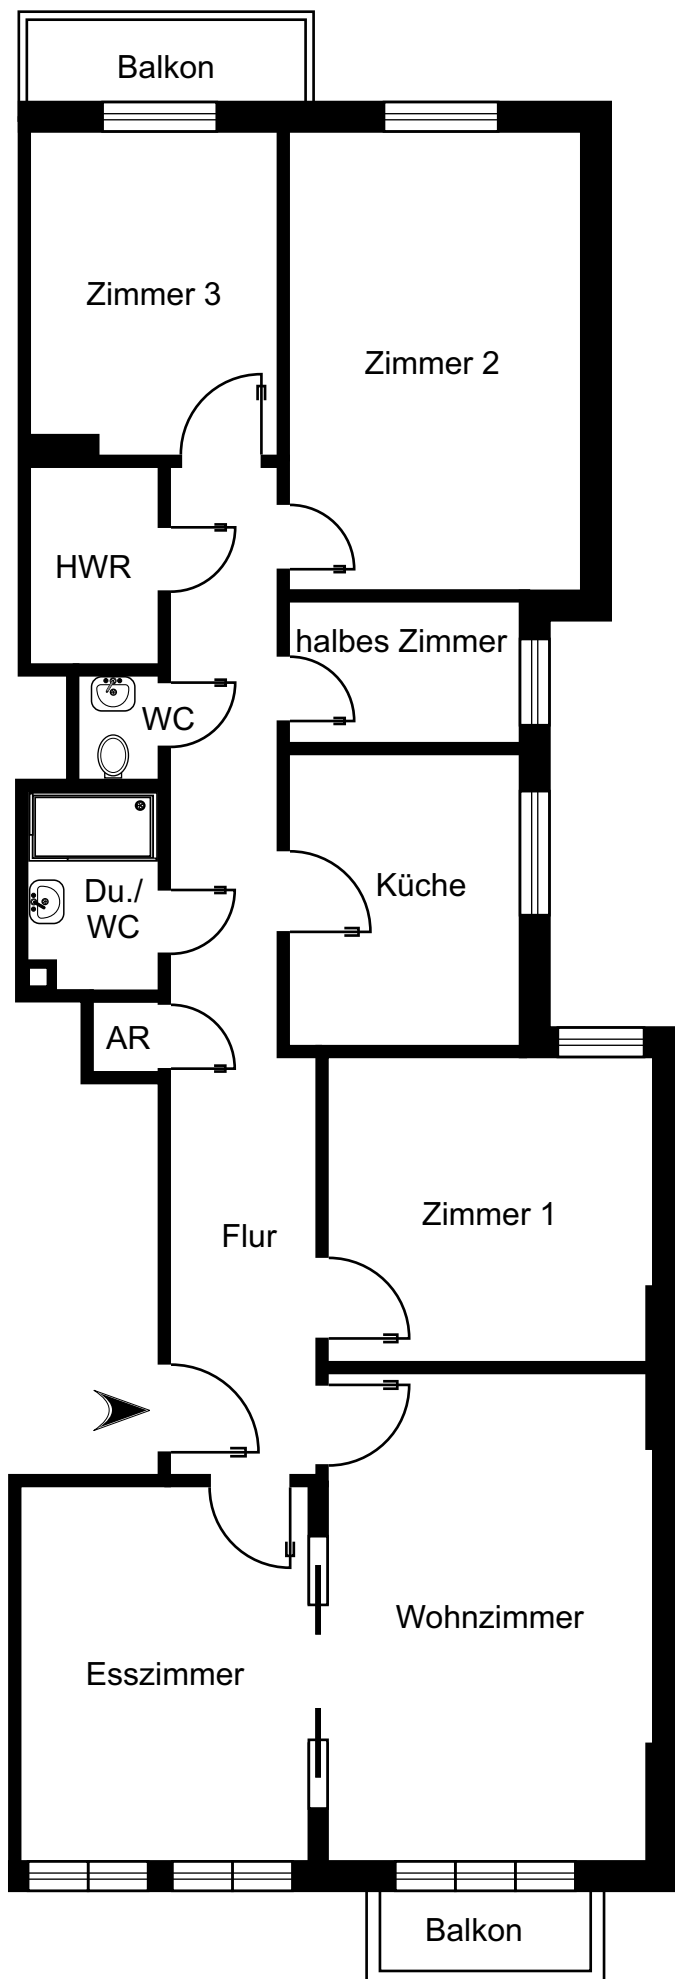 Balkon
Zimmer 3
Zimmer 2
HWR
halbes Zimmer
WC
Küche
Du./
WC
AR
Zimmer 1
Flur
Wohnzimmer
Esszimmer
Balkon